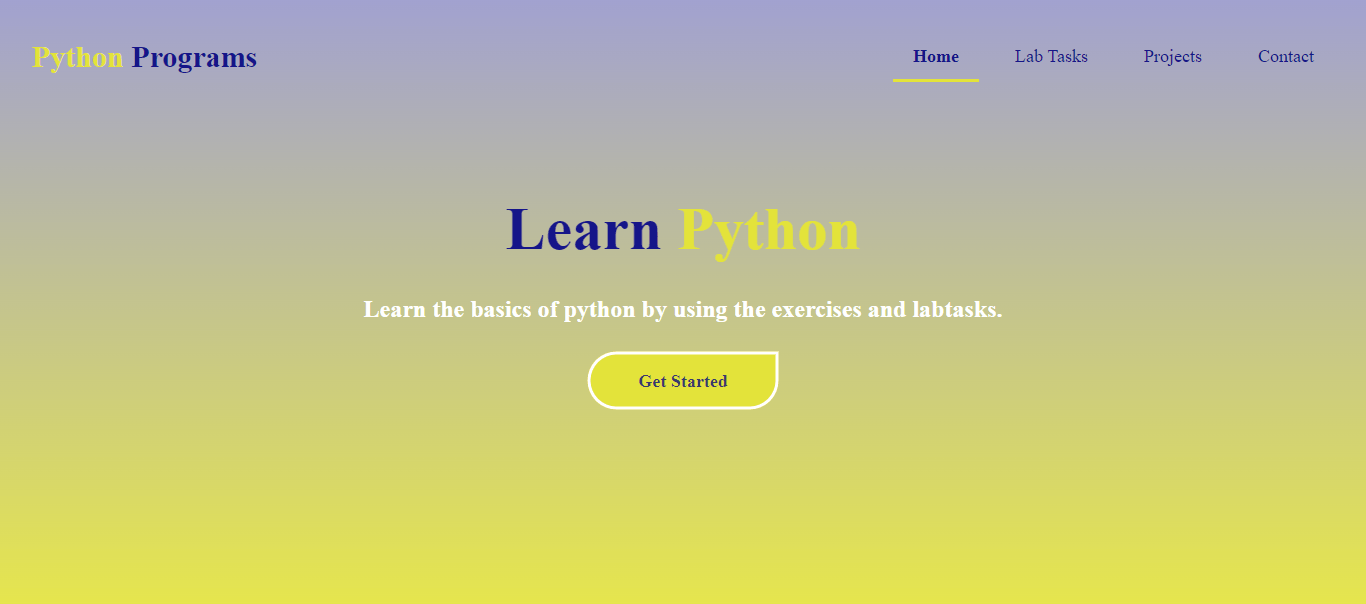 Python Programs
Home
Lab Tasks
Projects
Contact
Learn Python
Learn the basics of python by using the exercises and labtasks.
Get Started